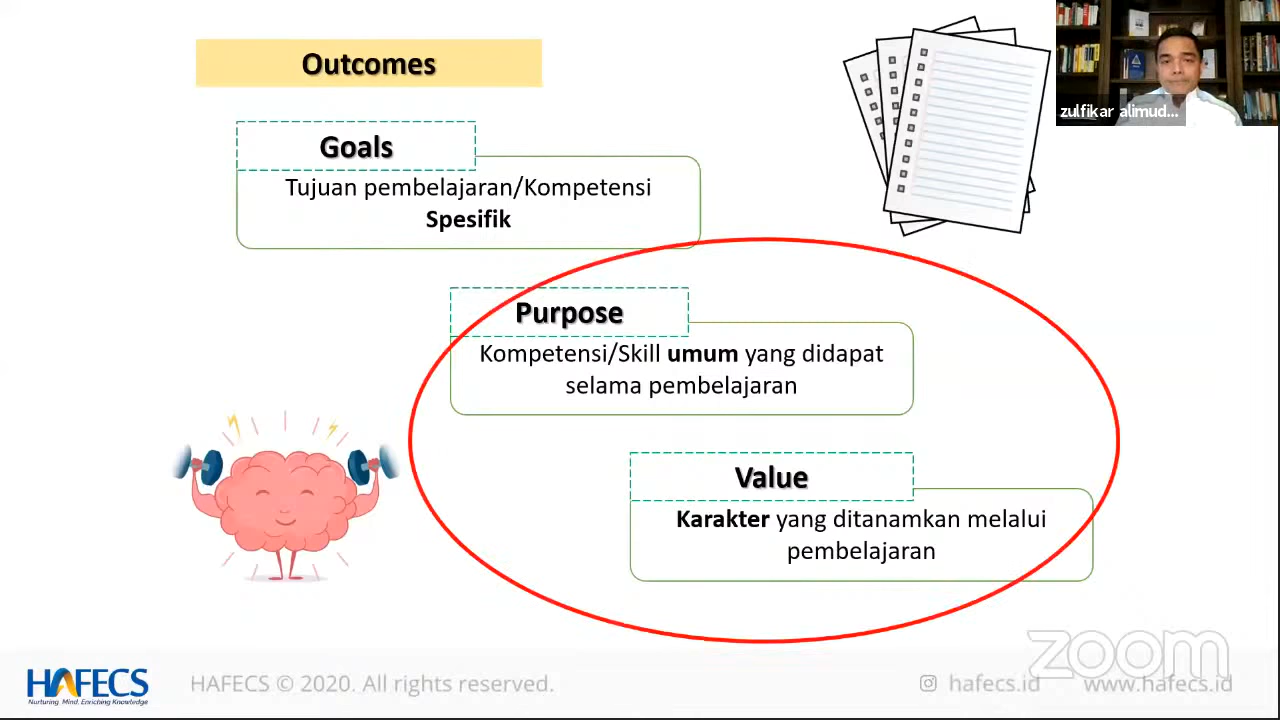 Outcomes
zulfikar alimud...
Goals
Tujuan pembelajaran/Kompetensi
Spesifik
Purpose
Kompetensi/Skill umum yang didapat
selama pembelajaran
Value
Karakter yang ditanamkan melalui
pembelajaran
zoom
HAFECS
Nurturing Mind, Enriching Knowledge
HAFECS © 2020. All rights reserved.
hafecs.id
www.hafecs.id